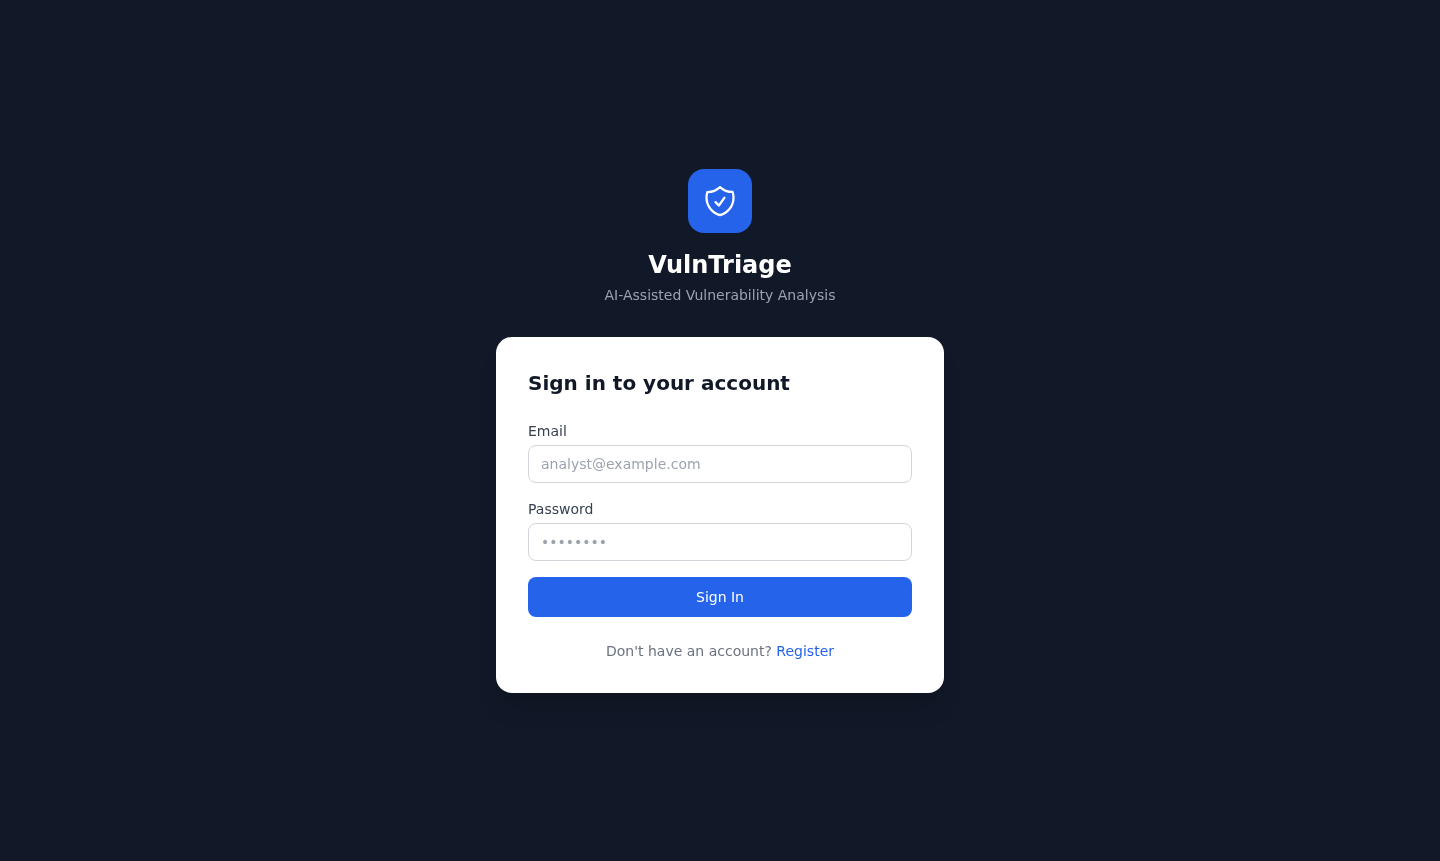 VulnTriage
AI-Assisted Vulnerability Analysis
Sign in to your account
Email
analyst@example.com
Password
••••••••
Sign In
Don't have an account? Register